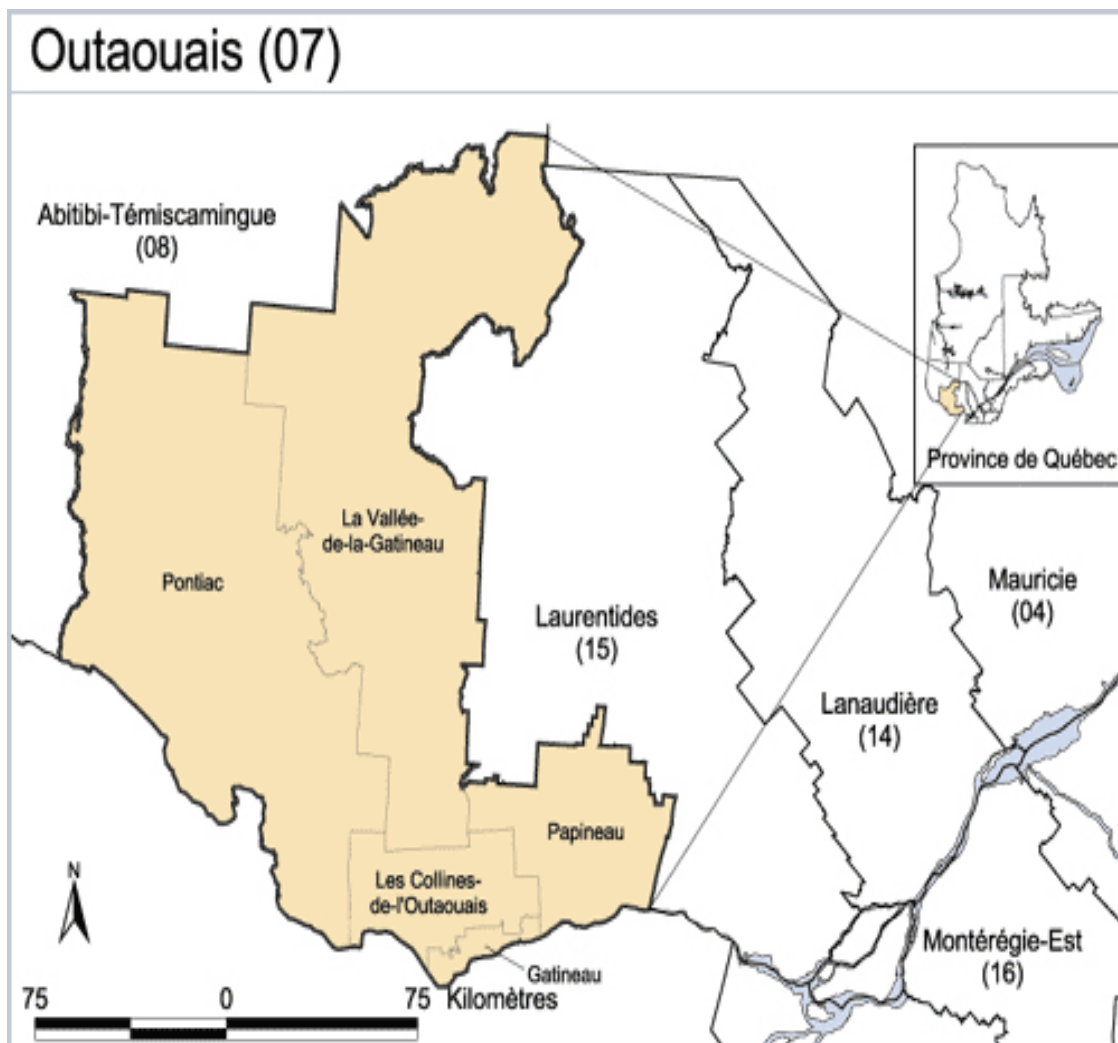 Outaouais (07)
Abitibi-Témiscamingue
(08)
Province de Québec
La Vallée-
de-la-Gatineau
Pontiac
Mauricie
(04)
Laurentides
(15)
Lanaudière
(14)
Papineau
Les Collines-
de-l'Outaouais
N
Montérégie-Est
(16)
Gatineau
75 0 75 Kilomètres